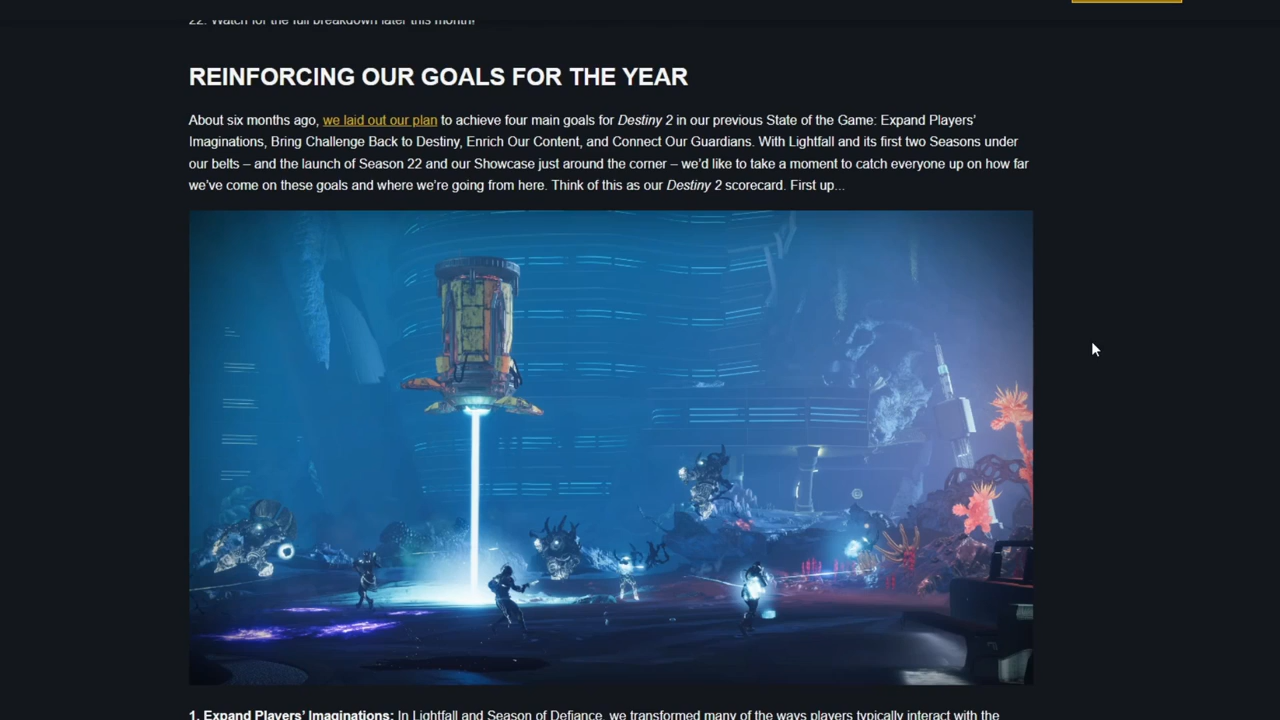 22. Watch for the full breakdown later this month!
REINFORCING OUR GOALS FOR THE YEAR
About six months ago, we laid out our plan to achieve four main goals for Destiny 2 in our previous State of the Game: Expand Players’
Imaginations, Bring Challenge Back to Destiny, Enrich Our Content, and Connect Our Guardians. With Lightfall and its first two Seasons under
our belts – and the launch of Season 22 and our Showcase just around the corner – we’d like to take a moment to catch everyone up on how far
we’ve come on these goals and where we’re going from here. Think of this as our Destiny 2 scorecard. First up...
1. Expand Players’ Imaginations: In Lightfall and Season of Defiance, we transformed many of the ways players typically interact with the